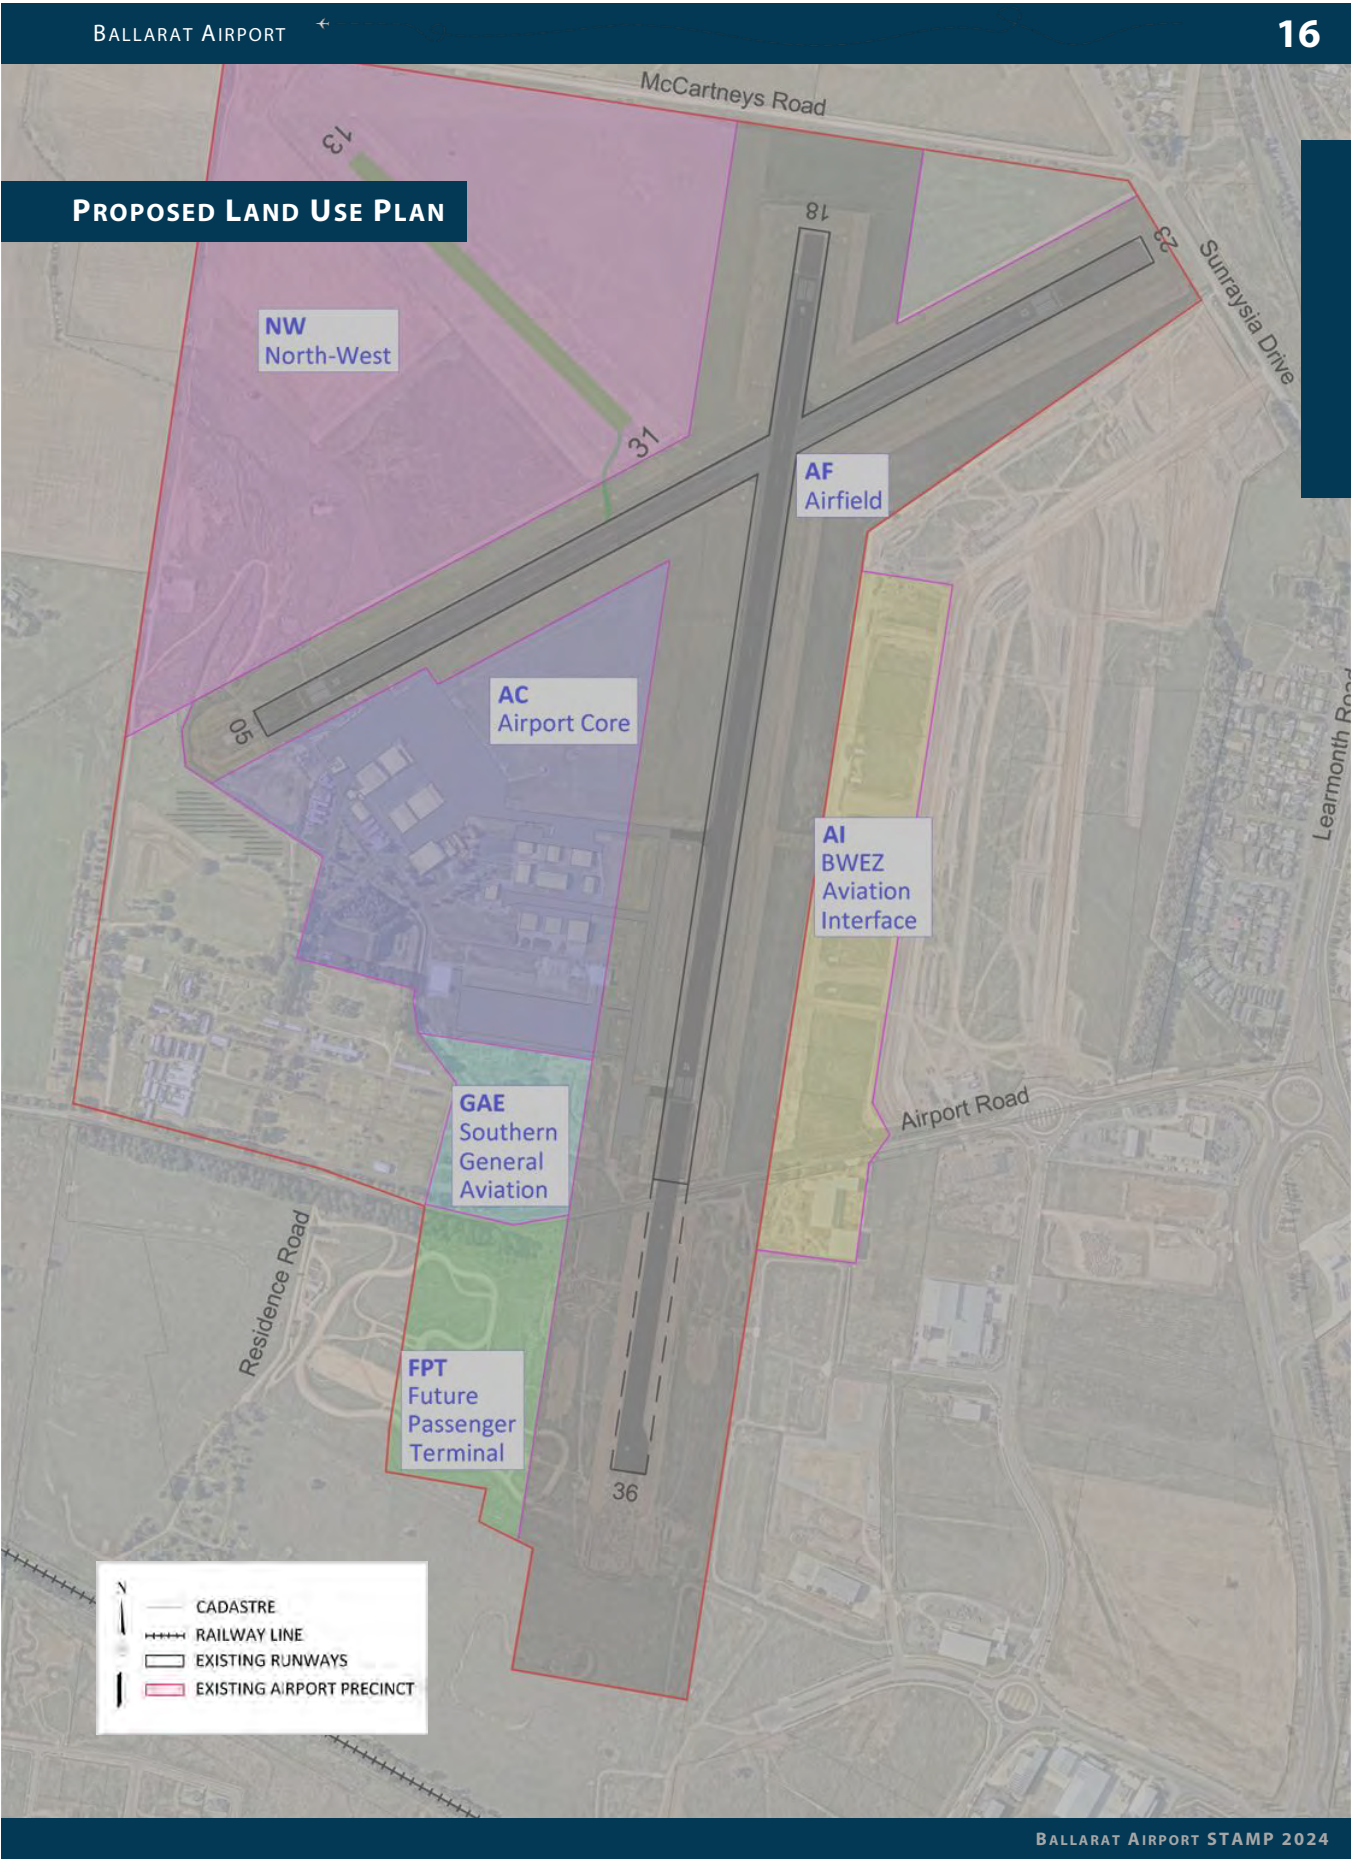 BALLARAT AIRPORT
16
McCartneys Road
13
PROPOSED LAND USE PLAN
18
23
Sunraysia Drive
NW
North-West
31
AF
Airfield
AC
Airport Core
05
Learmonth Road
AI
BWEZ
Aviation
Interface
Airport Road
GAE
Southern
General
Aviation
Residence Road
FPT
Future
Passenger
Terminal
36
N
CADASTRE
RAILWAY LINE
EXISTING RUNWAYS
EXISTING AIRPORT PRECINCT
BALLARAT AIRPORT STAMP 2024